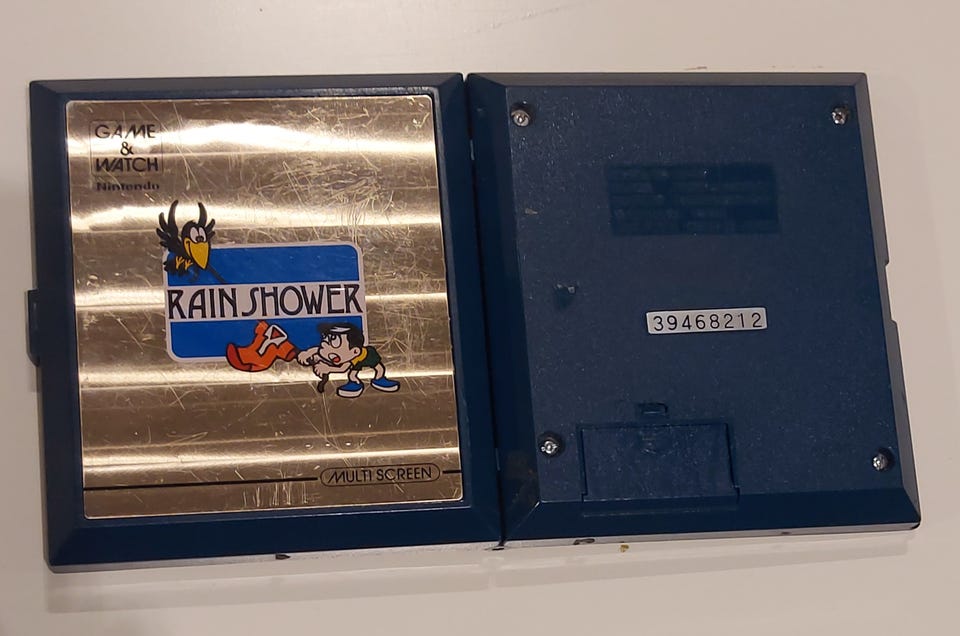 GAME
&
WATCH
Nintendo
RAIN SHOWER
MULTI SCREEN
39468212